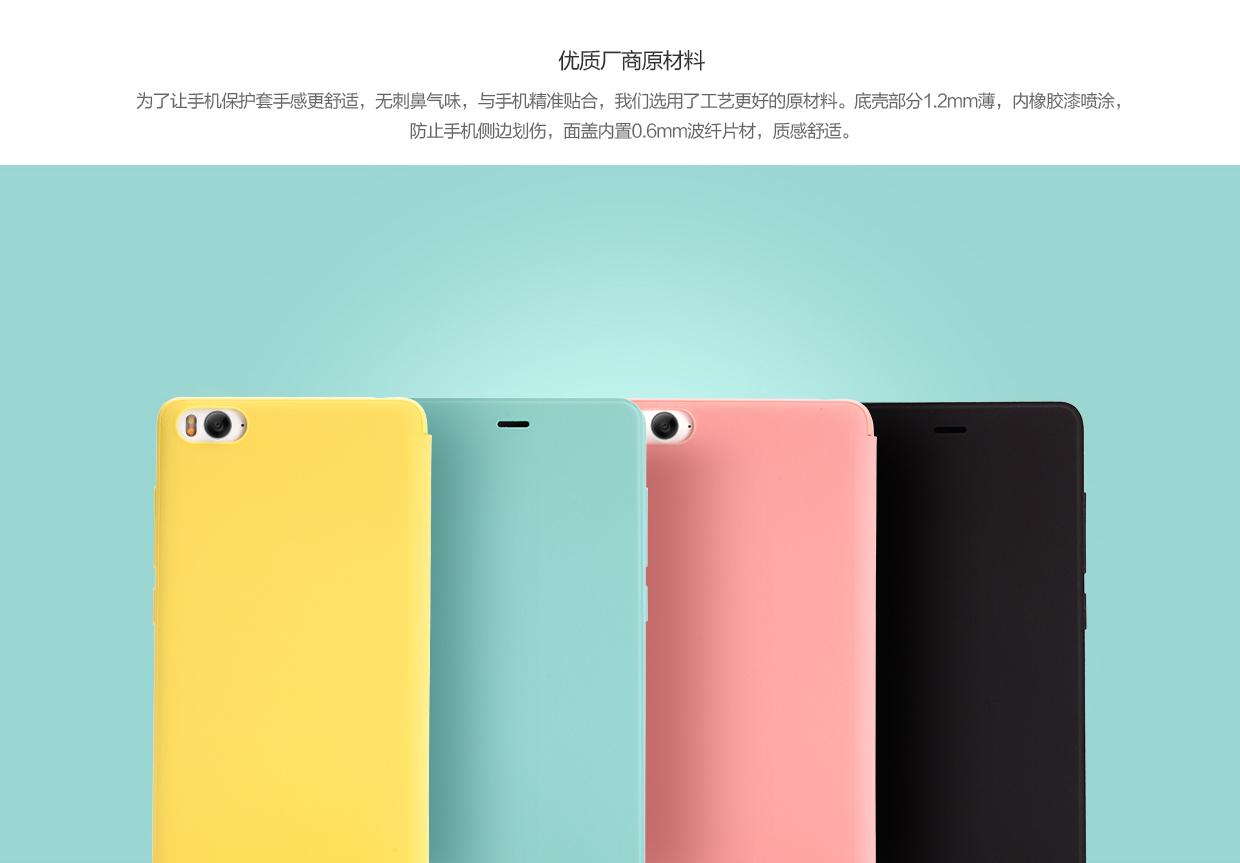 优质厂商原材料
为了让手机保护套手感更舒适，无刺鼻气味，与手机精准贴合，我们选用了工艺更好的原材料。底壳部分1.2mm薄，内橡胶漆喷涂，
防止手机侧边划伤，面盖内置0.6mm波纤片材，质感舒适。